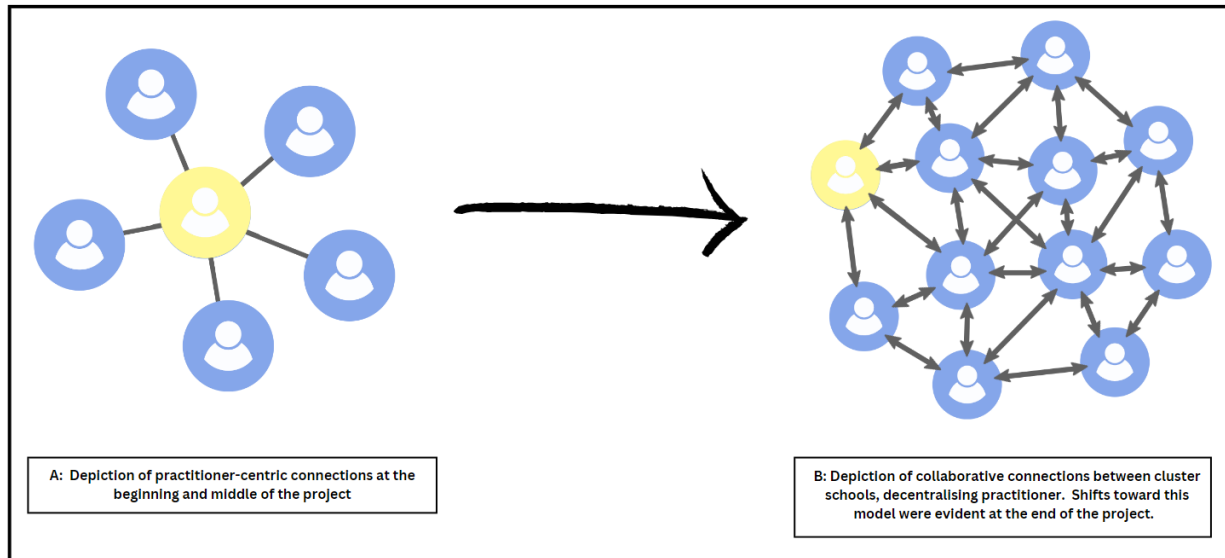 A: Depiction of practitioner-centric connections at the
beginning and middle of the project
B: Depiction of collaborative connections between cluster
schools, decentralising practitioner. Shifts toward this
model were evident at the end of the project.